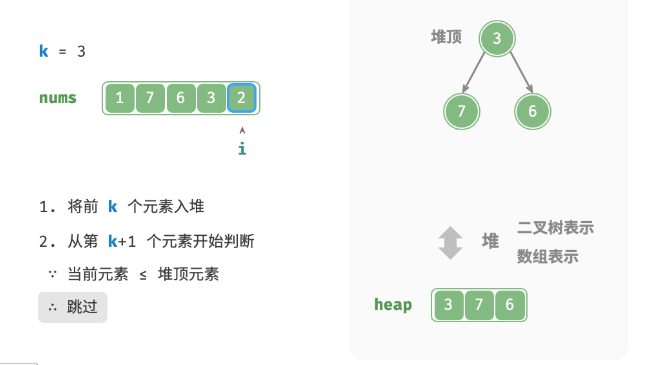 k = 3
nums 1 7 6 3 2
i
1. 将前 k 个元素入堆
2. 从第 k+1 个元素开始判断
∵ 当前元素 ≤ 堆顶元素
∴ 跳过
堆顶 3
7 6
堆 二叉树表示
数组表示
heap 3 7 6